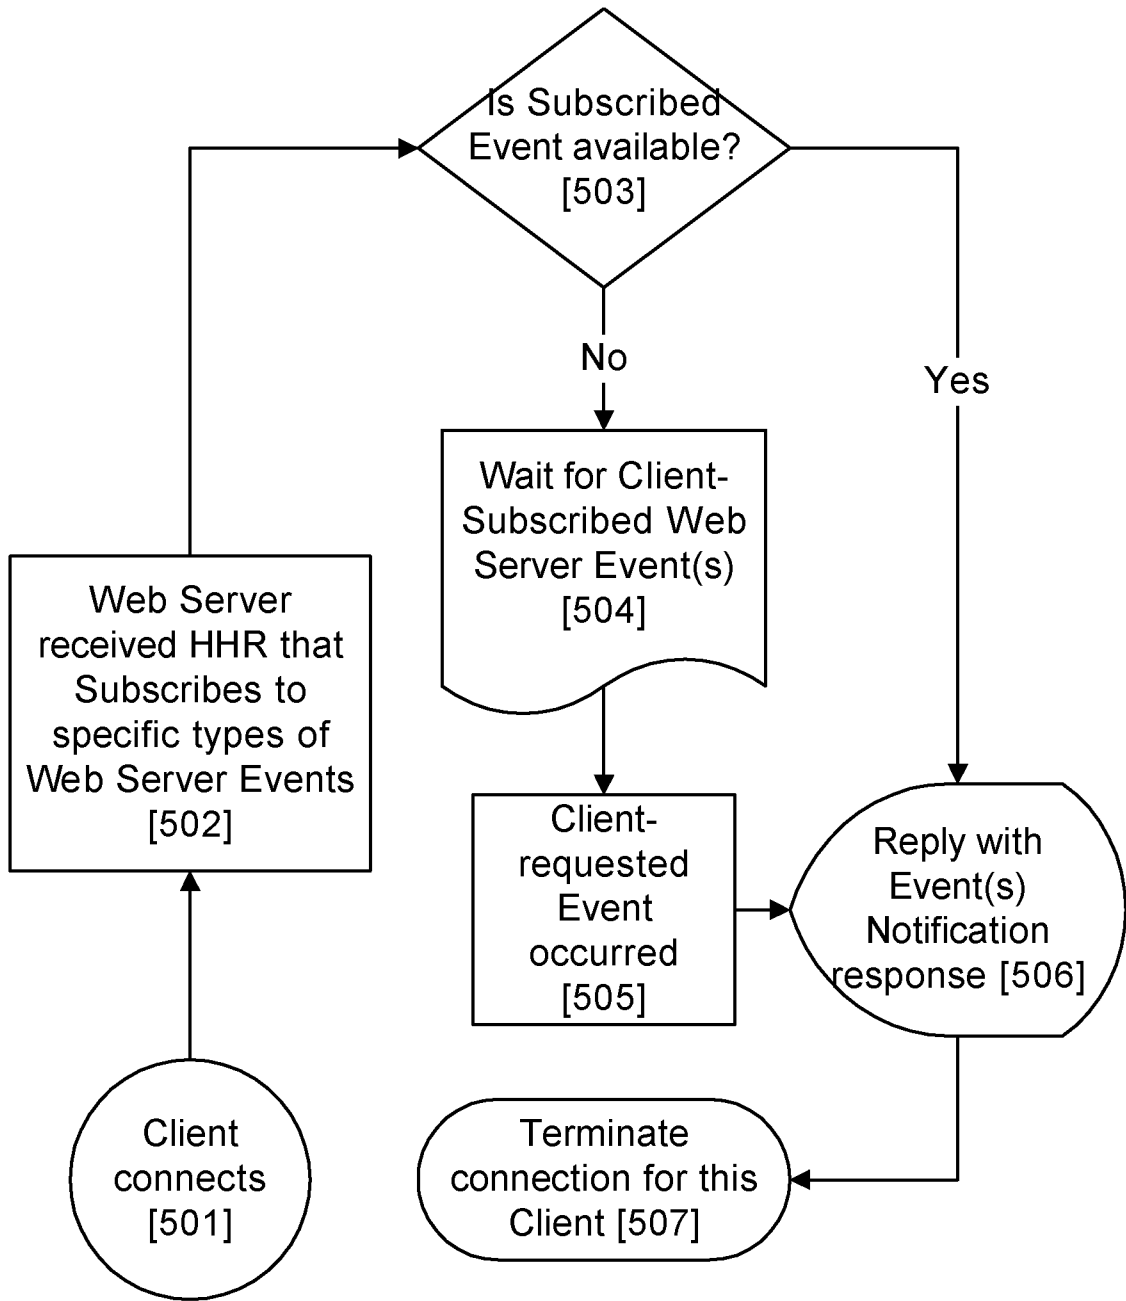 Is Subscribed
Event available?
[503]
No
Yes
Wait for Client-
Subscribed Web
Server Event(s)
[504]
Web Server
received HHR that
Subscribes to
specific types of
Web Server Events
[502]
Client-
requested
Event
occurred
[505]
Reply with
Event(s)
Notification
response [506]
Client
connects
[501]
Terminate
connection for this
Client [507]